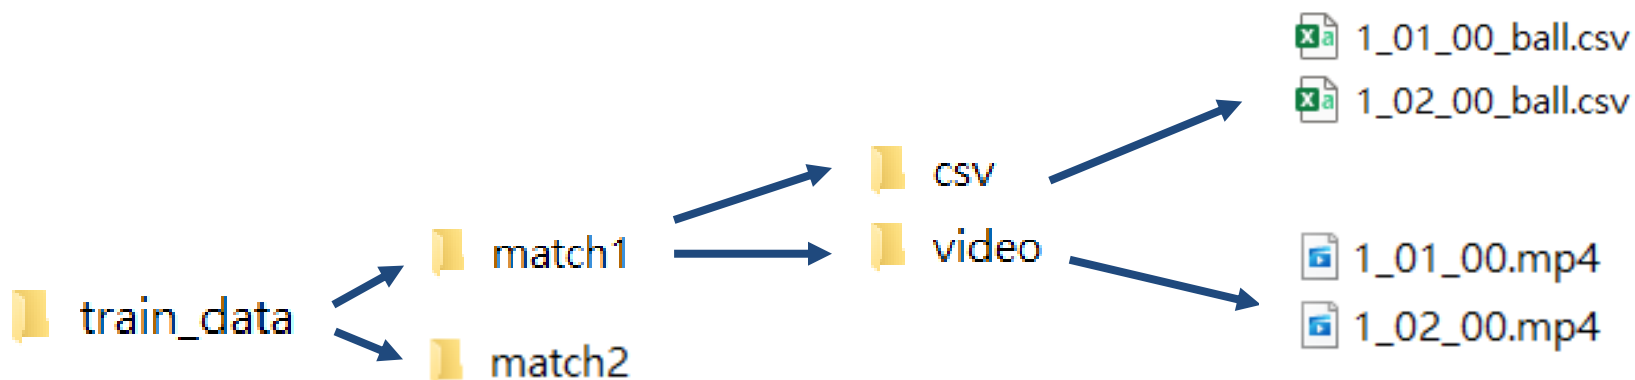 train_data
match1
match2
csv
video
1_01_00_ball.csv
1_02_00_ball.csv
1_01_00.mp4
1_02_00.mp4